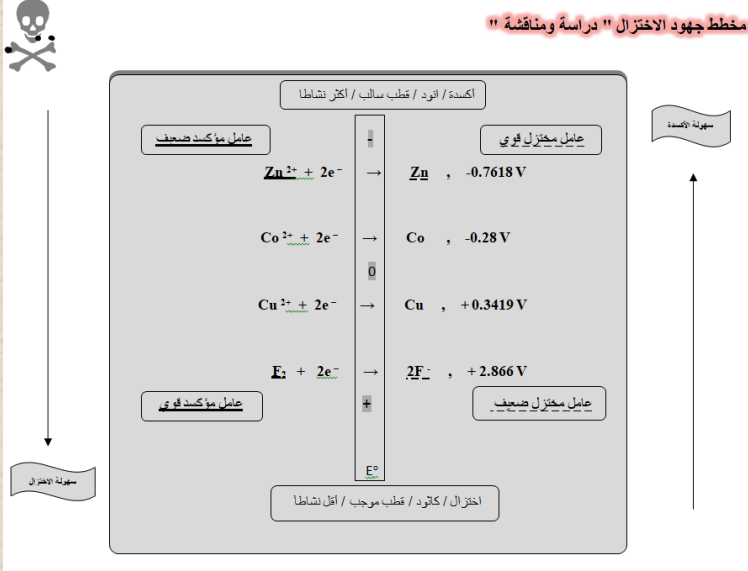 مخطط جهود الاختزال " دراسة ومناقشة "
أكسدة / انود / قطب سالب / أكثر نشاطا
سهولة الأكسدة
عامل مؤكسد ضعيف
-
عامل مختزل قوي
Zn 2+ + 2e – → Zn , -0.7618 V
Co 2+ + 2e – → Co , -0.28 V
0
Cu 2+ + 2e – → Cu , +0.3419 V
F2 + 2e – → 2F - , +2.866 V
عامل مؤكسد قوي
+
عامل مختزل ضعيف
E°
سهولة الاختزال
اختزال / كاثود / قطب موجب / أقل نشاطا